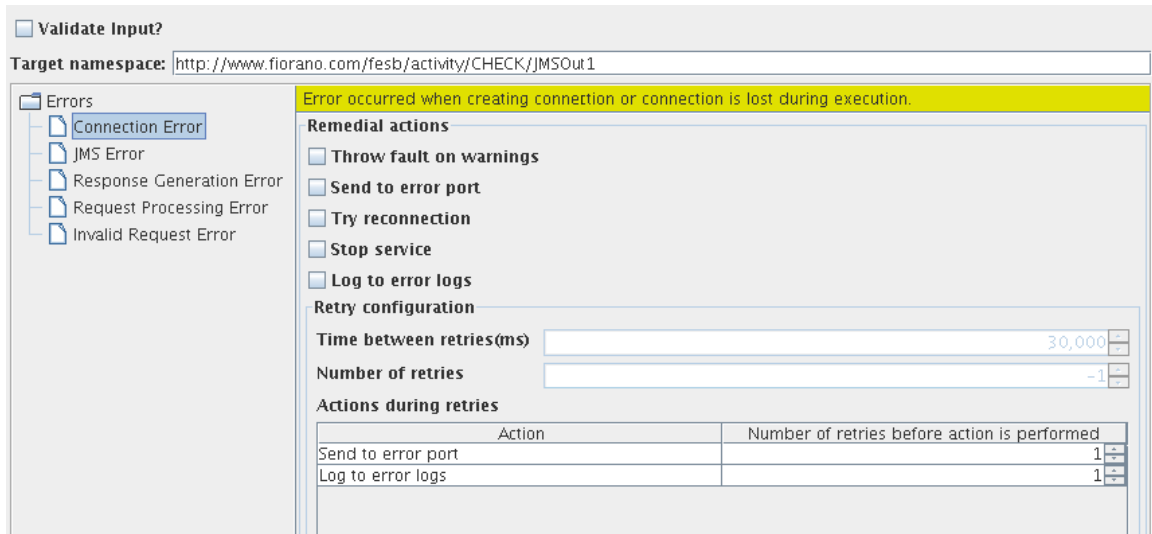 Validate Input?
Target namespace: http://www.fiorano.com/fesb/activity/CHECK/JMSOut1
Errors
Connection Error
JMS Error
Response Generation Error
Request Processing Error
Invalid Request Error
Error occurred when creating connection or connection is lost during execution.
Remedial actions
Throw fault on warnings
Send to error port
Try reconnection
Stop service
Log to error logs
Retry configuration
Time between retries(ms) 30,000
Number of retries -1
Actions during retries
Action Number of retries before action is performed
Send to error port 1
Log to error logs 1